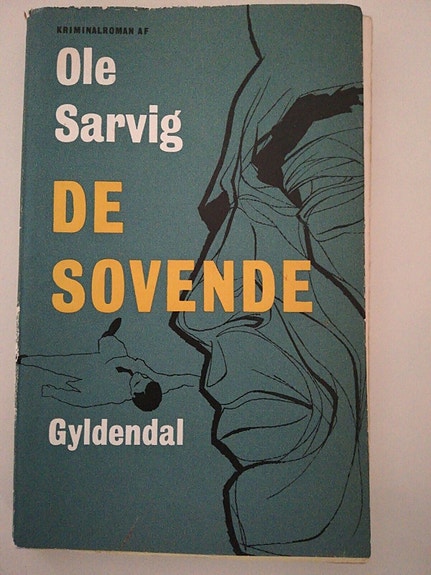 KRIMINALROMAN AF
Ole
Sarvig
DE
SOVENDE
Gyldendal